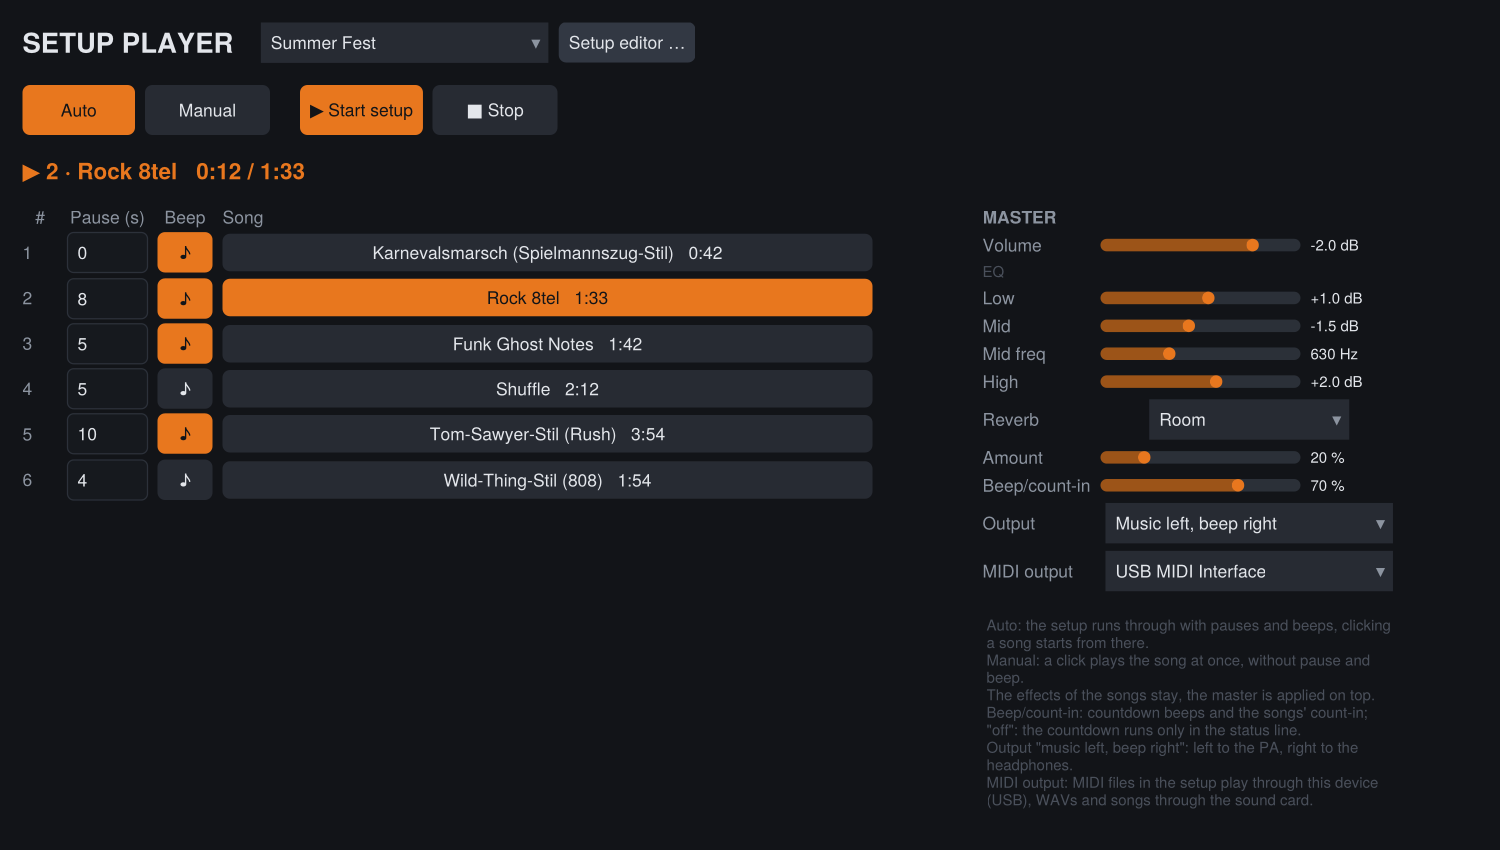 SETUP PLAYER Summer Fest ▼ Setup editor ...
Auto Manual ▶ Start setup ■ Stop
▶ 2 · Rock 8tel 0:12 / 1:33
# Pause (s) Beep Song
1 0 ♪ Karnevalsmarsch (Spielmannszug-Stil) 0:42
2 8 ♪ Rock 8tel 1:33
3 5 ♪ Funk Ghost Notes 1:42
4 5 ♪ Shuffle 2:12
5 10 ♪ Tom-Sawyer-Stil (Rush) 3:54
6 4 ♪ Wild-Thing-Stil (808) 1:54
MASTER
Volume -2.0 dB
EQ
Low +1.0 dB
Mid -1.5 dB
Mid freq 630 Hz
High +2.0 dB
Reverb Room ▼
Amount 20 %
Beep/count-in 70 %
Output Music left, beep right ▼
MIDI output USB MIDI Interface ▼
Auto: the setup runs through with pauses and beeps, clicking
a song starts from there.
Manual: a click plays the song at once, without pause and
beep.
The effects of the songs stay, the master is applied on top.
Beep/count-in: countdown beeps and the songs' count-in;
"off": the countdown runs only in the status line.
Output "music left, beep right": left to the PA, right to the
headphones.
MIDI output: MIDI files in the setup play through this device
(USB), WAVs and songs through the sound card.